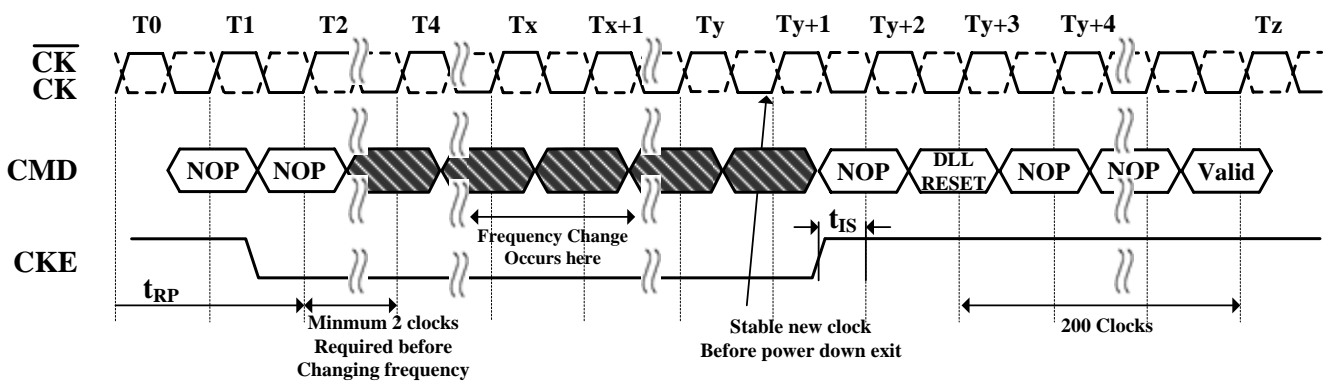 T0 T1 T2 T4 Tx Tx+1 Ty Ty+1 Ty+2 Ty+3 Ty+4 Tz
CK
CK
CMD NOP NOP NOP DLL RESET NOP NOP Valid
tIS
Frequency Change
Occurs here
CKE
tRP
Minmum 2 clocks
Required before
Changing frequency
Stable new clock
Before power down exit
200 Clocks